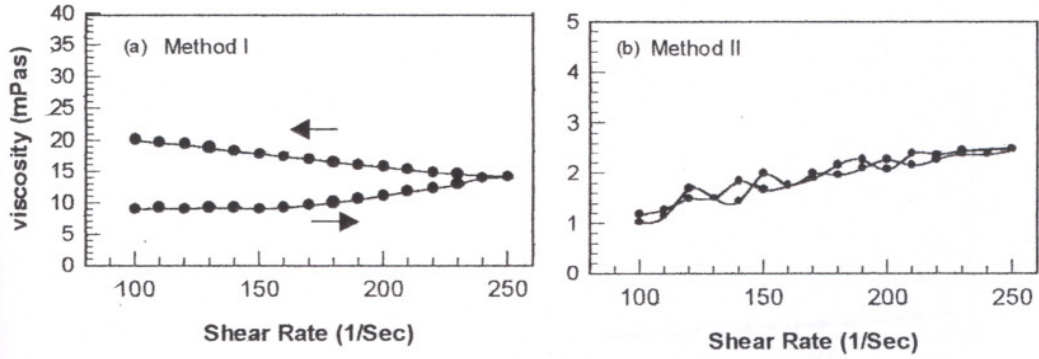 (a) Method I
40
35
30
25
20
15
10
5
0
viscosity (mPas)
100 150 200 250
Shear Rate (1/Sec)
(b) Method II
5
4
3
2
1
0
100 150 200 250
Shear Rate (1/Sec)